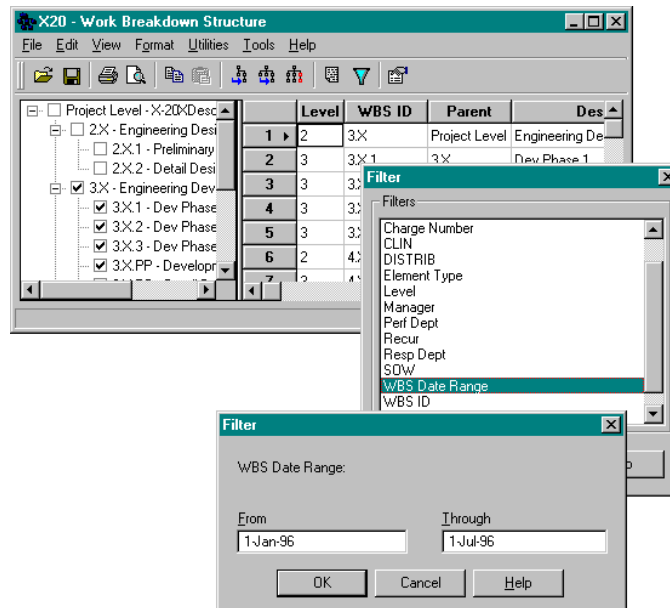 X20 - Work Breakdown Structure
File Edit View Format Utilities Tools Help
Project Level - X-20XDesc
2.X - Engineering Desi
2.X.1 - Preliminary
2.X.2 - Detail Desi
3.X - Engineering Dev
3.X.1 - Dev Phase
3.X.2 - Dev Phase
3.X.3 - Dev Phase
3.X.PP - Developr
Level WBS ID Parent Des
1 2 3.X Project Level Engineering De
2 3 3.X.1 3.X Dev Phase 1
3 3 3.
4 3 3.
5 3 3.
6 2 4.
7
Filter
Filters
Charge Number
CLIN
DISTRIB
Element Type
Level
Manager
Perf Dept
Recur
Resp Dept
SOW
WBS Date Range
WBS ID
Filter
WBS Date Range:
From Through
1-Jan-96 1-Jul-96
OK Cancel Help